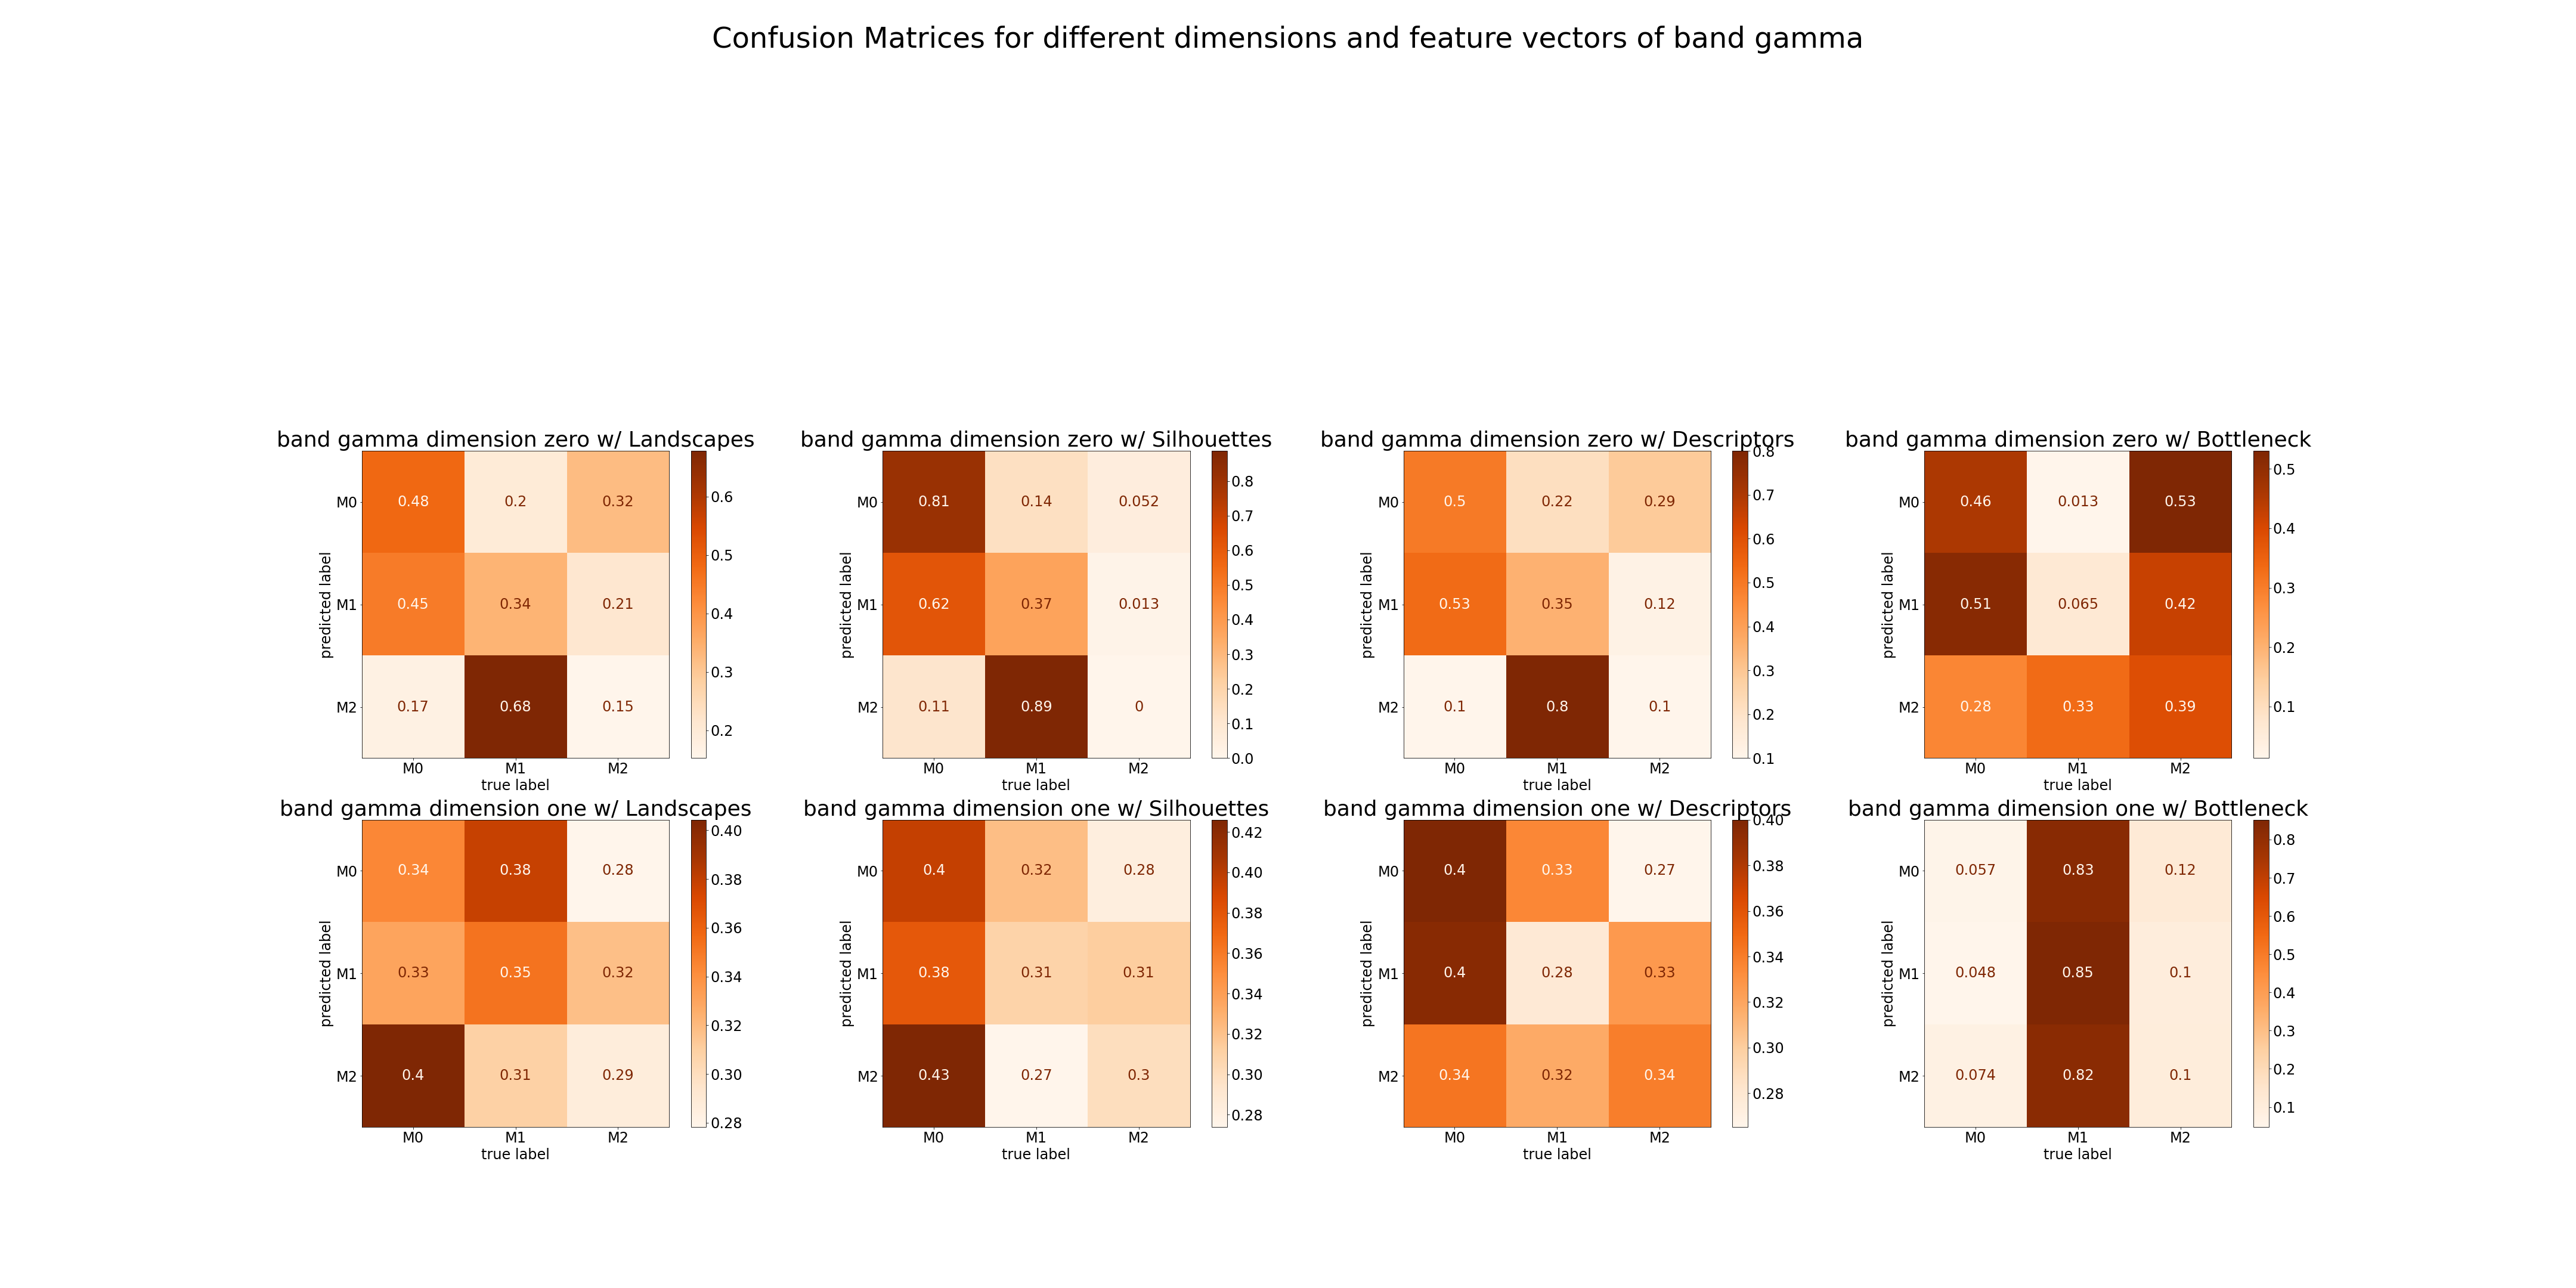 Confusion Matrices for different dimensions and feature vectors of band gamma
band gamma dimension zero w/ Landscapes
predicted label
M0 0.48 0.2 0.32
M1 0.45 0.34 0.21
M2 0.17 0.68 0.15
M0 M1 M2
true label
0.6
0.5
0.4
0.3
0.2
band gamma dimension zero w/ Silhouettes
predicted label
M0 0.81 0.14 0.052
M1 0.62 0.37 0.013
M2 0.11 0.89 0
M0 M1 M2
true label
0.8
0.7
0.6
0.5
0.4
0.3
0.2
0.1
0.0
band gamma dimension zero w/ Descriptors
predicted label
M0 0.5 0.22 0.29
M1 0.53 0.35 0.12
M2 0.1 0.8 0.1
M0 M1 M2
true label
0.8
0.7
0.6
0.5
0.4
0.3
0.2
0.1
band gamma dimension zero w/ Bottleneck
predicted label
M0 0.46 0.013 0.53
M1 0.51 0.065 0.42
M2 0.28 0.33 0.39
M0 M1 M2
true label
0.5
0.4
0.3
0.2
0.1
band gamma dimension one w/ Landscapes
predicted label
M0 0.34 0.38 0.28
M1 0.33 0.35 0.32
M2 0.4 0.31 0.29
M0 M1 M2
true label
0.40
0.38
0.36
0.34
0.32
0.30
0.28
band gamma dimension one w/ Silhouettes
predicted label
M0 0.4 0.32 0.28
M1 0.38 0.31 0.31
M2 0.43 0.27 0.3
M0 M1 M2
true label
0.42
0.40
0.38
0.36
0.34
0.32
0.30
0.28
band gamma dimension one w/ Descriptors
predicted label
M0 0.4 0.33 0.27
M1 0.4 0.28 0.33
M2 0.34 0.32 0.34
M0 M1 M2
true label
0.40
0.38
0.36
0.34
0.32
0.30
0.28
band gamma dimension one w/ Bottleneck
predicted label
M0 0.057 0.83 0.12
M1 0.048 0.85 0.1
M2 0.074 0.82 0.1
M0 M1 M2
true label
0.8
0.7
0.6
0.5
0.4
0.3
0.2
0.1